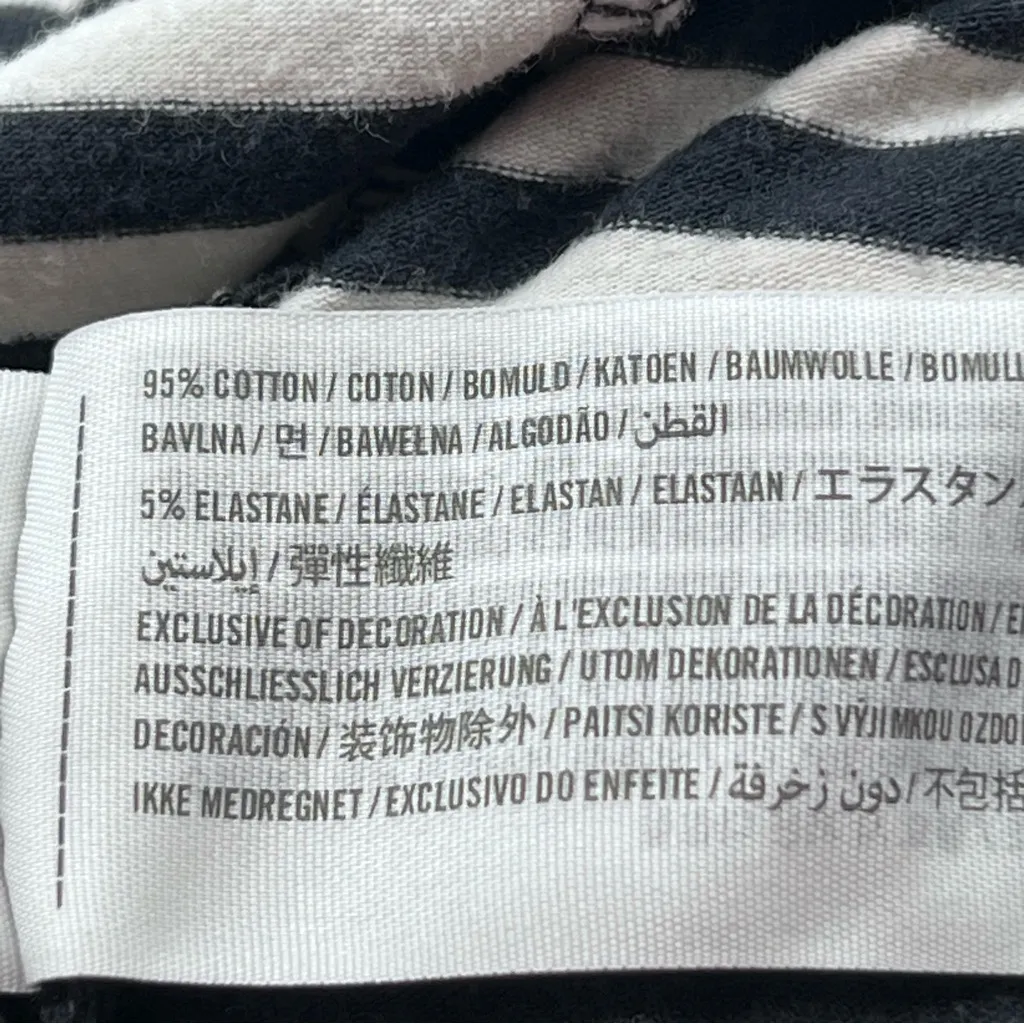 95% COTTON / COTON / BOMULD / KATOEN / BAUMWOLLE / BOMULL
BAVLNA / 면 / BAWEŁNA / ALGODÃO / القطن
5% ELASTANE / ÉLASTANE / ELASTAN / ELASTAAN / エラスタン
إيلاستين / 彈性纖維
EXCLUSIVE OF DECORATION / À L'EXCLUSION DE LA DÉCORATION /
AUSSCHLIESSLICH VERZIERUNG / UTOM DEKORATIONEN / ESCLUSA
DECORACIÓN / 装饰物除外 / PAITSI KORISTE / S VÝJIMKOU
IKKE MEDREGNET / EXCLUSIVO DO ENFEITE / دون زخرفة / 不包括